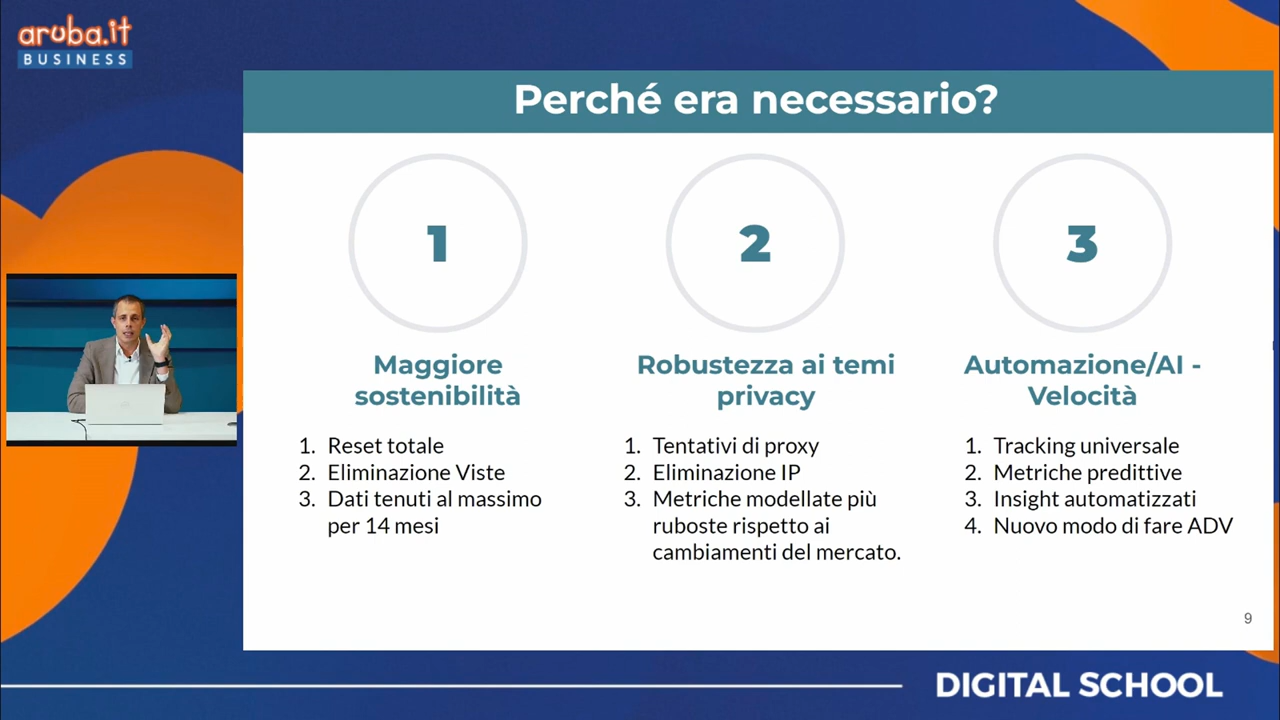 aruba.it
BUSINESS
Perché era necessario?
1
Maggiore
sostenibilità
1. Reset totale
2. Eliminazione Viste
3. Dati tenuti al massimo
per 14 mesi
2
Robustezza ai temi
privacy
1. Tentativi di proxy
2. Eliminazione IP
3. Metriche modellate più
ruboste rispetto ai
cambiamenti del mercato.
3
Automazione/AI -
Velocità
1. Tracking universale
2. Metriche predittive
3. Insight automatizzati
4. Nuovo modo di fare ADV
9
DIGITAL SCHOOL